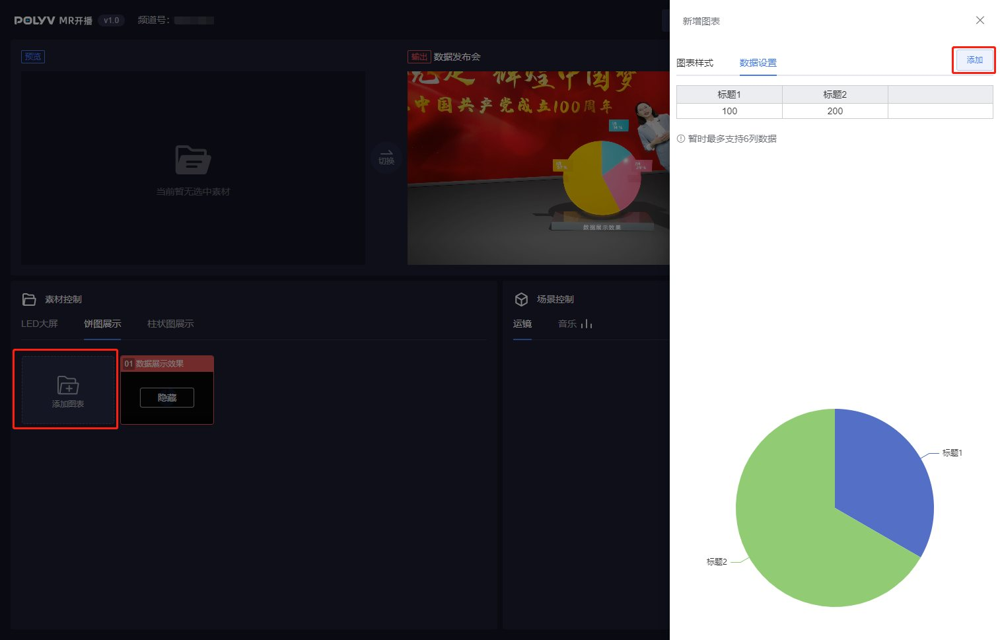 POLYV MR开播 v1.0 频道号：
预览
输出 数据发布会
辉煌中国梦
中国共产党成立100周年
14%
57%
29%
数据展示效果
当前暂无选中素材
切换
素材控制
LED大屏 饼图展示 柱状图展示
添加图表
01 数据展示效果
隐藏
场景控制
运镜 音乐
新增图表
图表样式 数据设置 添加
标题1 标题2
100 200
暂时最多支持6列数据
标题1
标题2